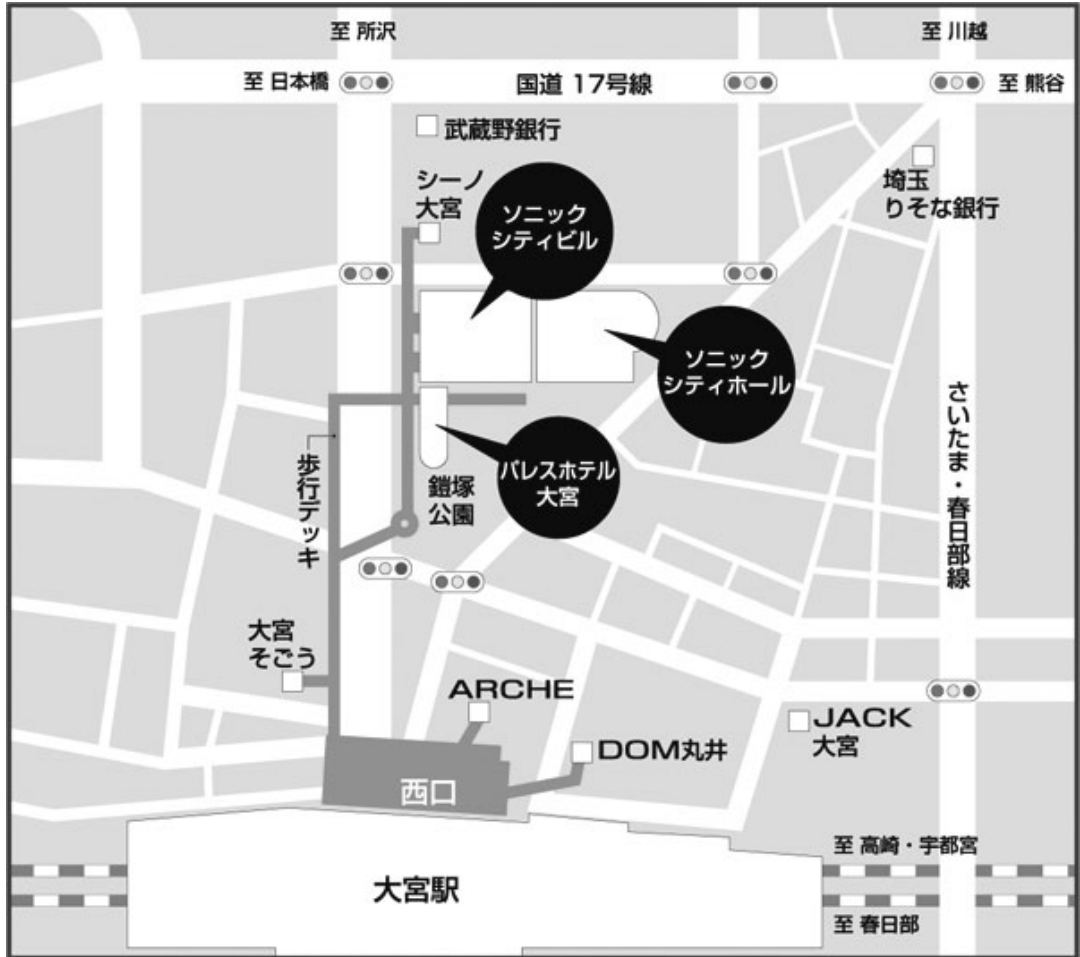 至 所沢
至 川越
至 日本橋
国道 17号線
至 熊谷
武蔵野銀行
シーノ
大宮
ソニック
シティビル
埼玉
りそな銀行
ソニック
シティホール
さいたま・春日部線
歩行デッキ
パレスホテル
大宮
鎧塚
公園
大宮
そごう
ARCHE
JACK
大宮
DOM丸井
西口
至 高崎・宇都宮
大宮駅
至 春日部